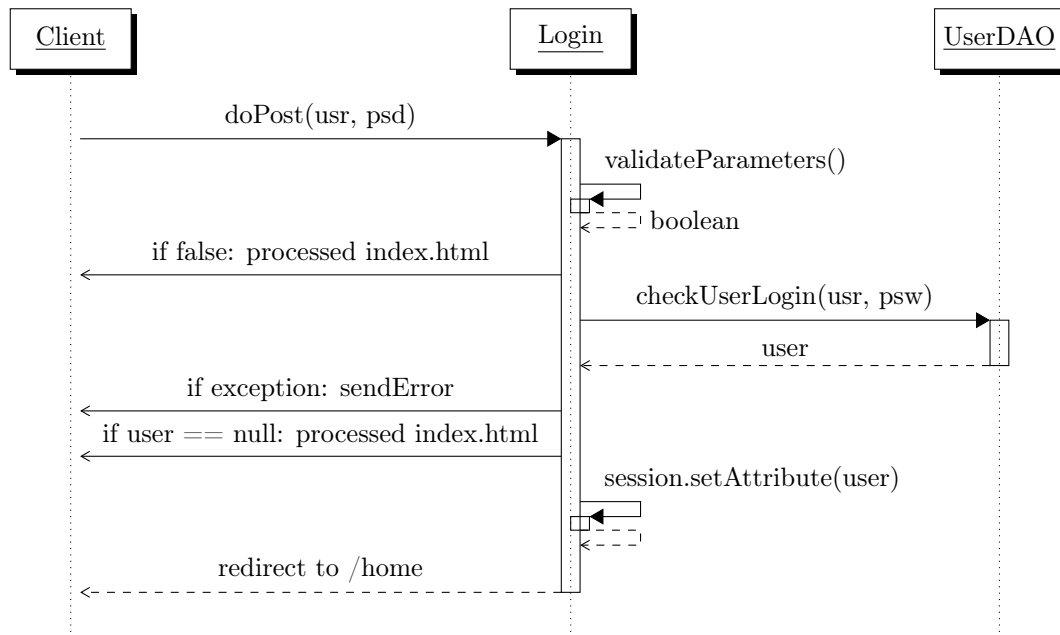 Client
Login
UserDAO
doPost(usr, psd)
validateParameters()
boolean
if false: processed index.html
checkUserLogin(usr, psw)
user
if exception: sendError
if user == null: processed index.html
session.setAttribute(user)
redirect to /home